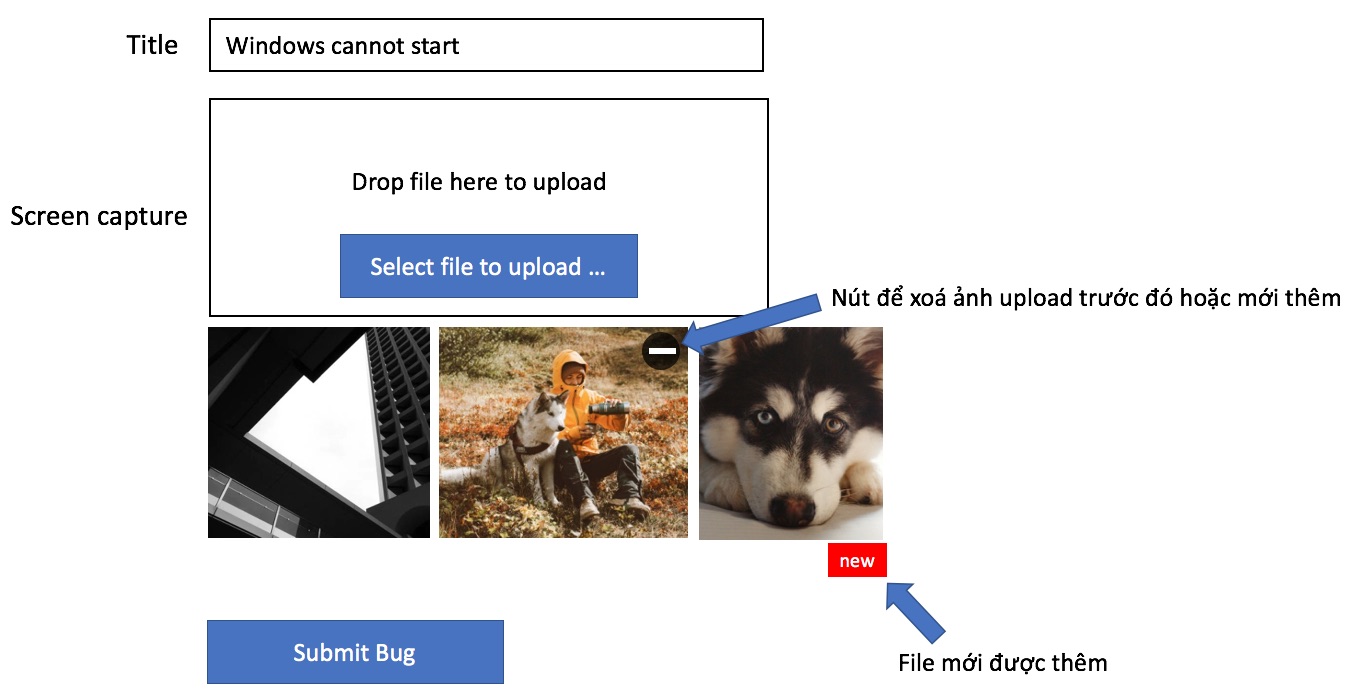 Title
Windows cannot start
Drop file here to upload
Screen capture
Select file to upload ...
Nút để xoá ảnh upload trước đó hoặc mới thêm
new
Submit Bug
File mới được thêm